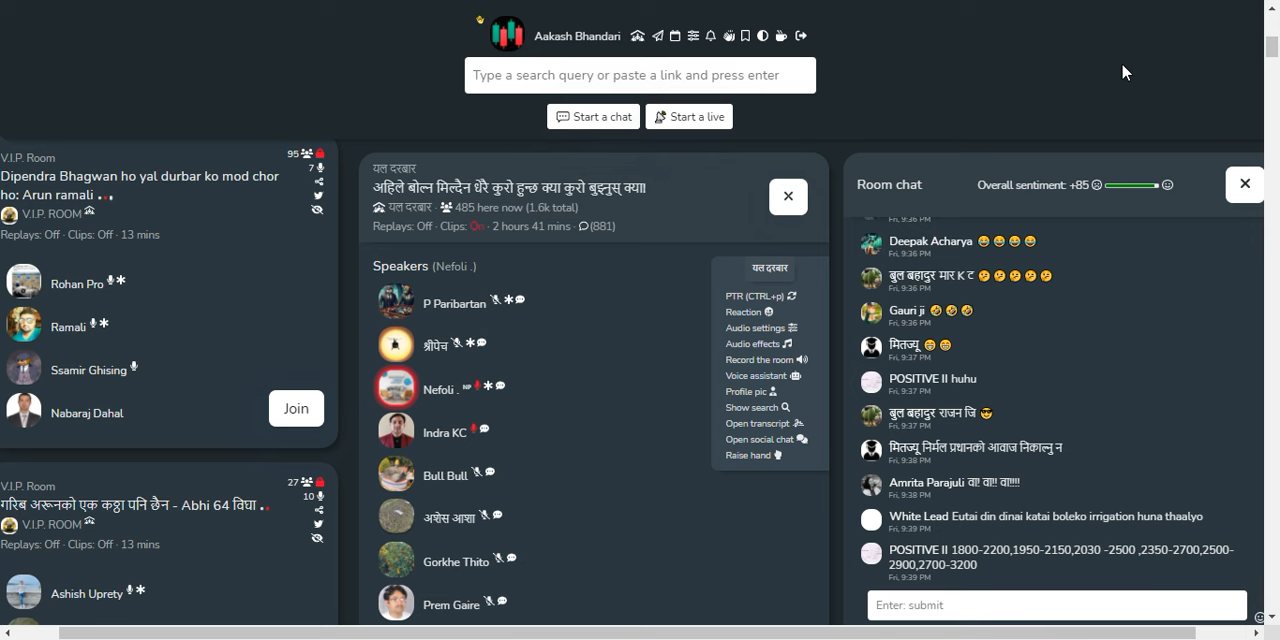 Aakash Bhandari
Type a search query or paste a link and press enter
Start a chat
Start a live
V.I.P. Room
95
Dipendra Bhagwan ho yal durbar ko mod chor
7
ho: Arun ramali
V.I.P. ROOM
Replays: Off · Clips: Off · 13 mins
Rohan Pro
Ramali
Ssamir Ghising
Nabaraj Dahal
Join
V.I.P. Room
27
गरिब अरूनको एक कठ्ठा पनि छैन - Abhi 64 विघा
10
V.I.P. ROOM
Replays: Off · Clips: Off · 13 mins
Ashish Uprety
यल दरबार
अहिले बोल्न मिल्दैन धेरै कुरो हुन्छ क्या कुरो बुझ्नुस् क्या॥
यल दरबार · 485 here now (1.6k total)
Replays: Off · Clips: On · 2 hours 41 mins · (881)
Speakers (Nefoli .)
P Paribartan
श्रीपेच
Nefoli . NP
Indra KC
Bull Bull
अशेस आशा
Gorkhe Thito
Prem Gaire
यल दरबार
PTR (CTRL+p)
Reaction
Audio settings
Audio effects
Record the room
Voice assistant
Profile pic
Show search
Open transcript
Open social chat
Raise hand
Room chat
Overall sentiment: +85
Fri, 9:36 PM
Deepak Acharya 😂 😂 😂 😂
Fri, 9:36 PM
बुल बहादुर मार K ट 😕 😕 😕 😕 😕
Fri, 9:36 PM
Gauri ji 🤣 🤣 🤣
Fri, 9:36 PM
मितज्यू 😁 😁
Fri, 9:37 PM
POSITIVE II huhu
Fri, 9:37 PM
बुल बहादुर राजन जि 😎
Fri, 9:37 PM
मितज्यू निर्मल प्रधानको आवाज निकाल्नु न
Fri, 9:38 PM
Amrita Parajuli वा! वा!! वा!!!!
Fri, 9:38 PM
White Lead Eutai din dinai katai boleko irrigation huna thaalyo
Fri, 9:39 PM
POSITIVE II 1800-2200,1950-2150,2030 -2500 ,2350-2700,2500-
2900,2700-3200
Fri, 9:39 PM
Enter: submit